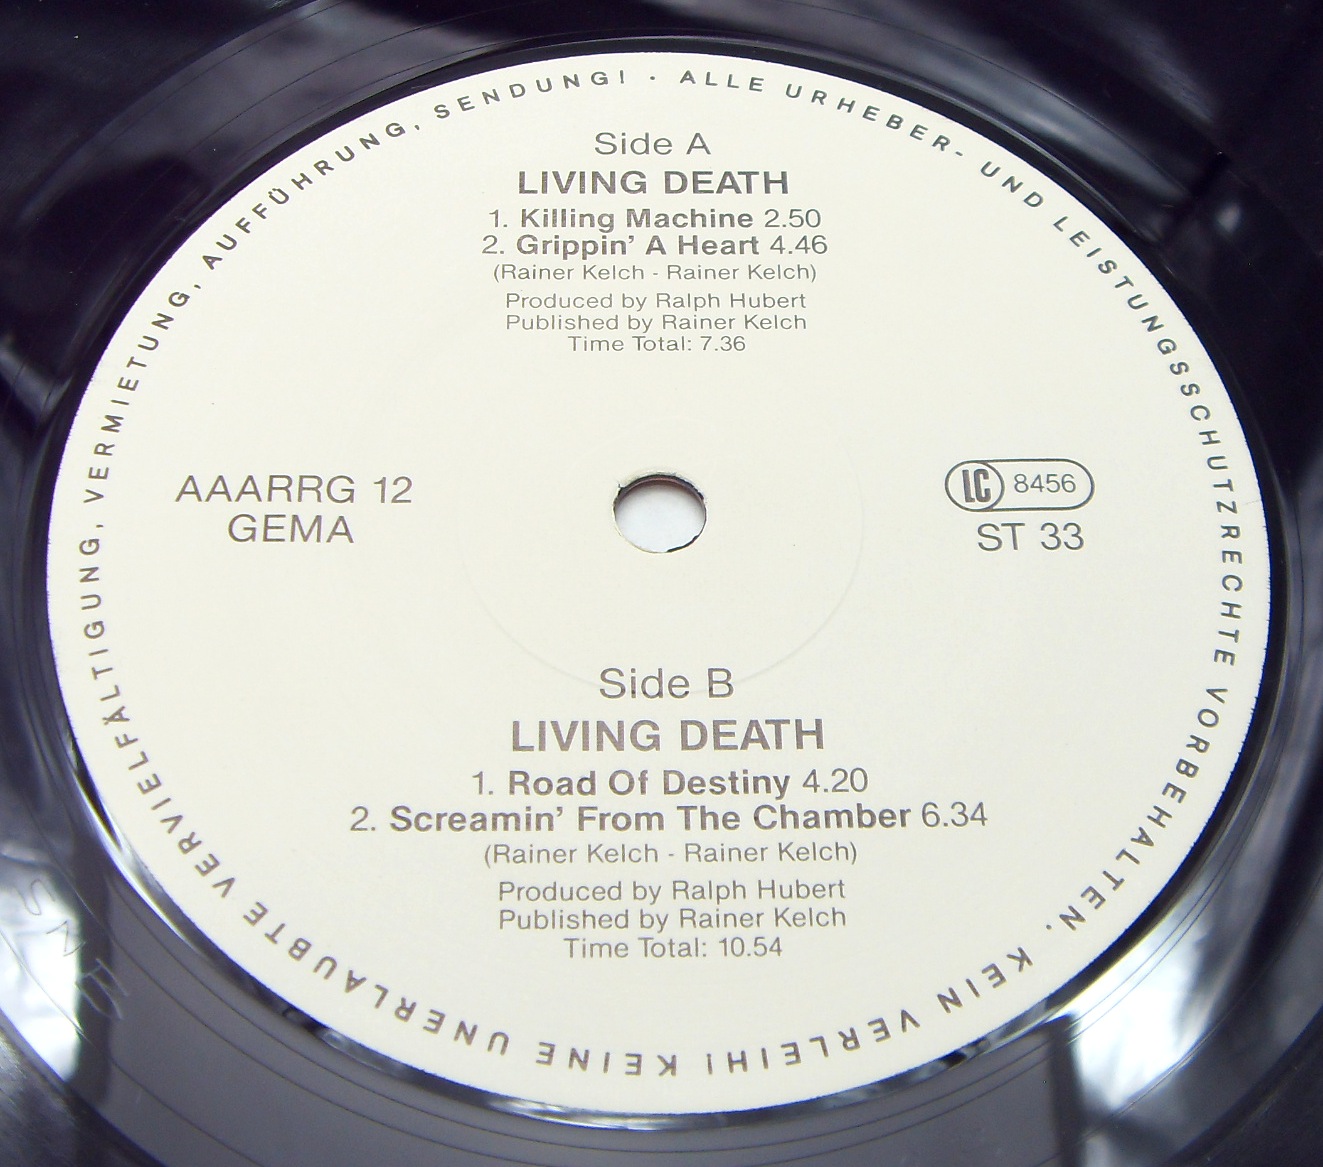 Side A
LIVING DEATH
1. Killing Machine 2.50
2. Grippin' A Heart 4.46
(Rainer Kelch - Rainer Kelch)
Produced by Ralph Hubert
Published by Rainer Kelch
Time Total: 7.36
AAARRG 12
GEMA
LC 8456
ST 33
Side B
LIVING DEATH
1. Road Of Destiny 4.20
2. Screamin' From The Chamber 6.34
(Rainer Kelch - Rainer Kelch)
Produced by Ralph Hubert
Published by Rainer Kelch
Time Total: 10.54
· ALLE URHEBER- UND LEISTUNGSSCHUTZRECHTE VORBEHALTEN. KEIN VERLEIH! KEINE UNERLAUBTE VERVIELFÄLTIGUNG, VERMIETUNG, AUFFÜHRUNG, SENDUNG!